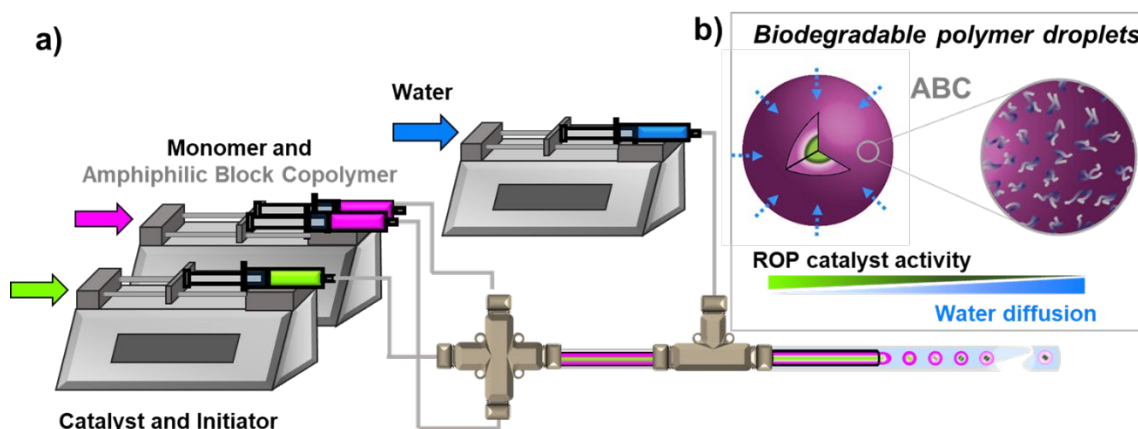 a)
Water
Monomer and
Amphiphilic Block Copolymer
Catalyst and Initiator
b)
Biodegradable polymer droplets
ABC
ROP catalyst activity
Water diffusion